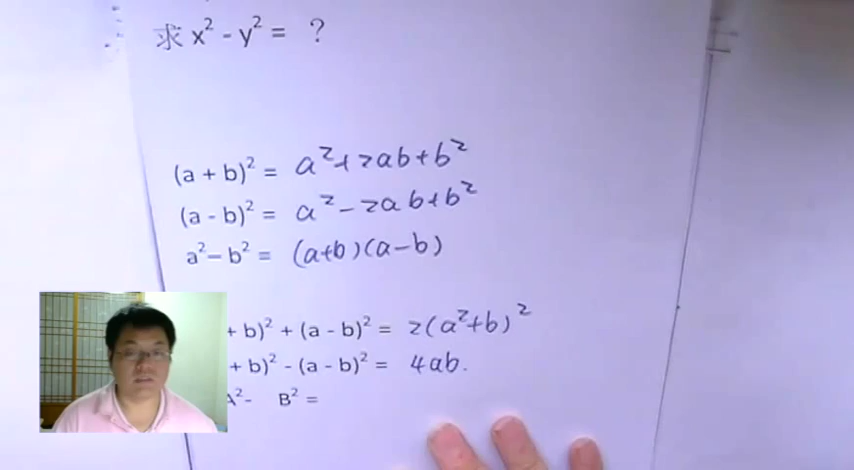 求 x² - y² = ?
(a + b)² = a²+2ab+b²
(a - b)² = a²-2ab+b²
a² - b² = (a+b)(a-b)
+ b)² + (a - b)² = 2(a²+b)²
+ b)² - (a - b)² = 4ab.
A² - B² =